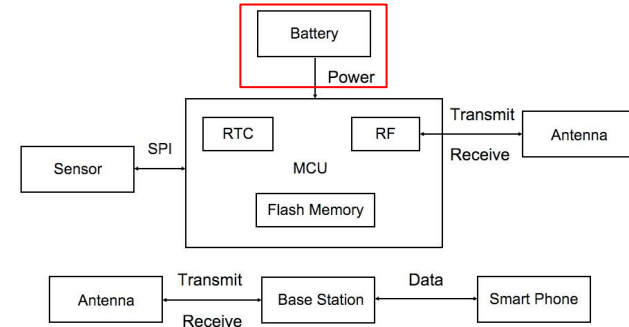 Battery
Power
RTC
RF
Transmit
Receive
Antenna
SPI
Sensor
MCU
Flash Memory
Antenna
Transmit
Receive
Base Station
Data
Smart Phone